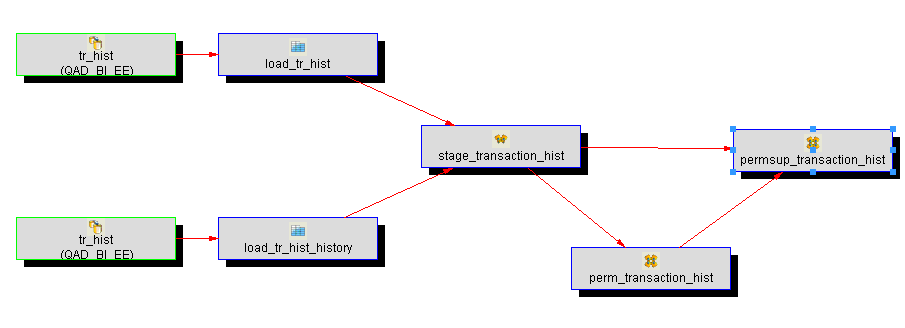 tr_hist
(QAD_BI_EE)
load_tr_hist
stage_transaction_hist
permsup_transaction_hist
tr_hist
(QAD_BI_EE)
load_tr_hist_history
perm_transaction_hist